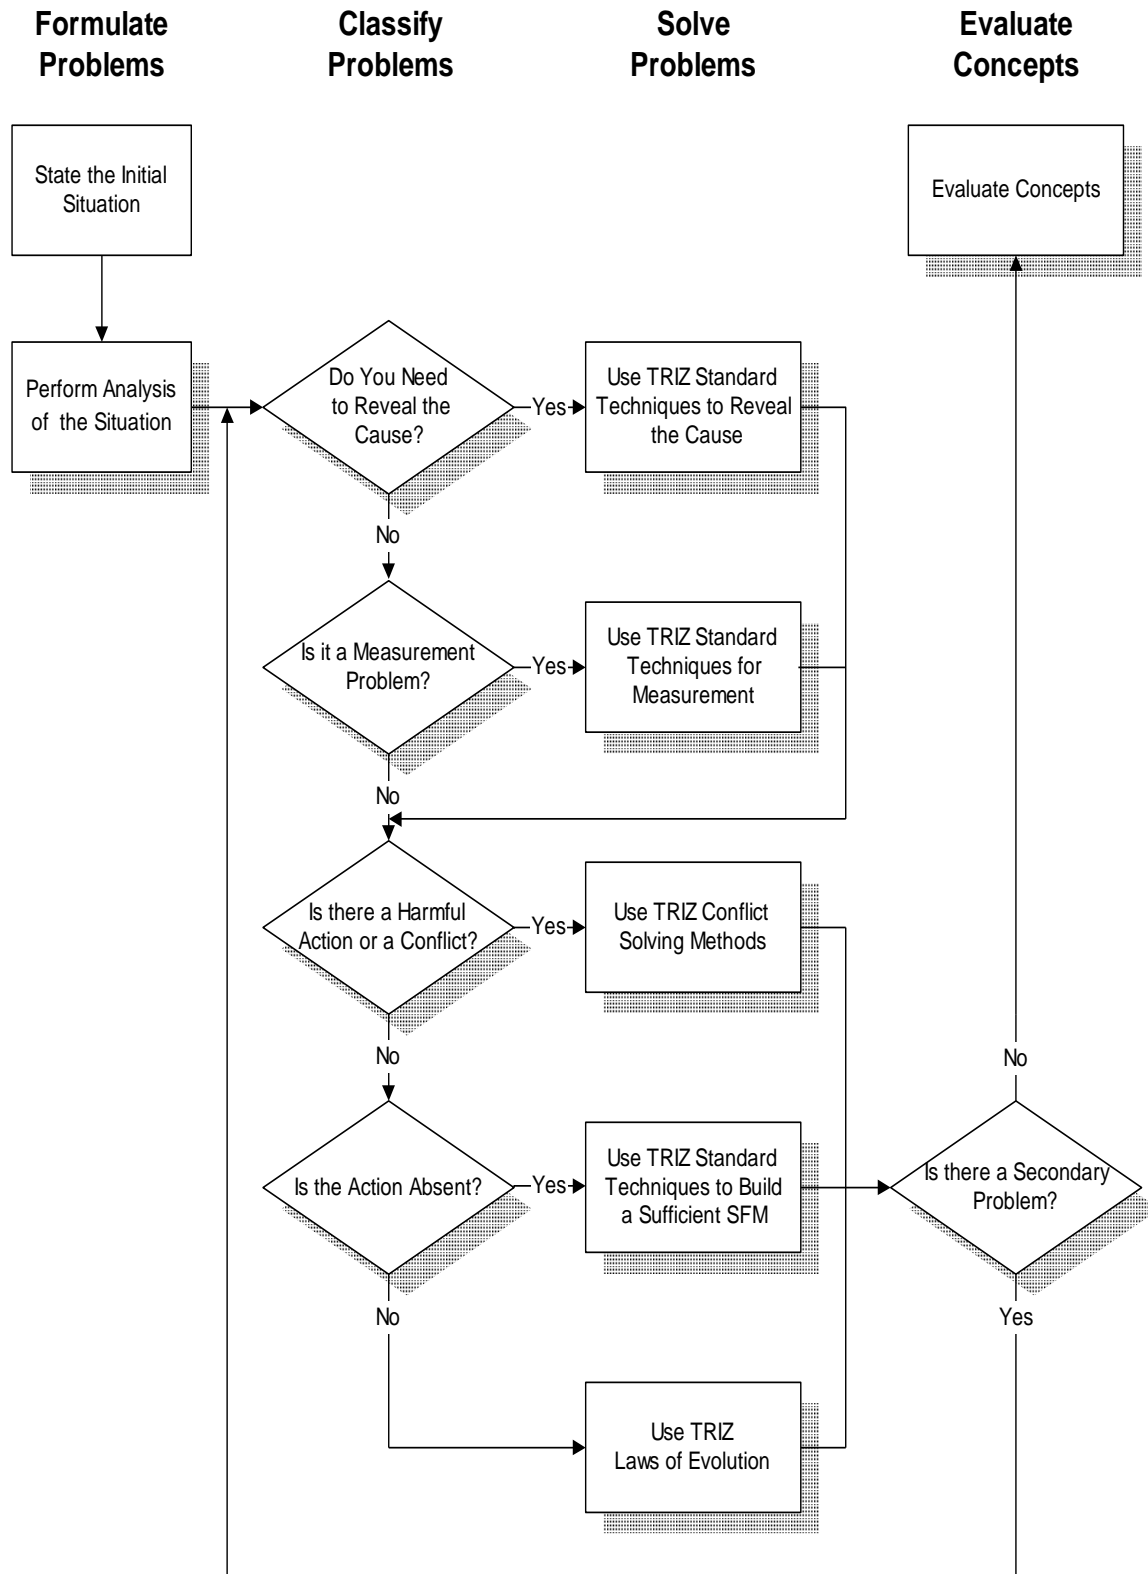 Formulate
Problems
Classify
Problems
Solve
Problems
Evaluate
Concepts
State the Initial
Situation
Evaluate Concepts
Perform Analysis
of the Situation
Do You Need
to Reveal the
Cause?
Yes
Use TRIZ Standard
Techniques to Reveal
the Cause
No
Is it a Measurement
Problem?
Yes
Use TRIZ Standard
Techniques for
Measurement
No
Is there a Harmful
Action or a Conflict?
Yes
Use TRIZ Conflict
Solving Methods
No
No
Is the Action Absent?
Yes
Use TRIZ Standard
Techniques to Build
a Sufficient SFM
Is there a Secondary
Problem?
No
Yes
Use TRIZ
Laws of Evolution